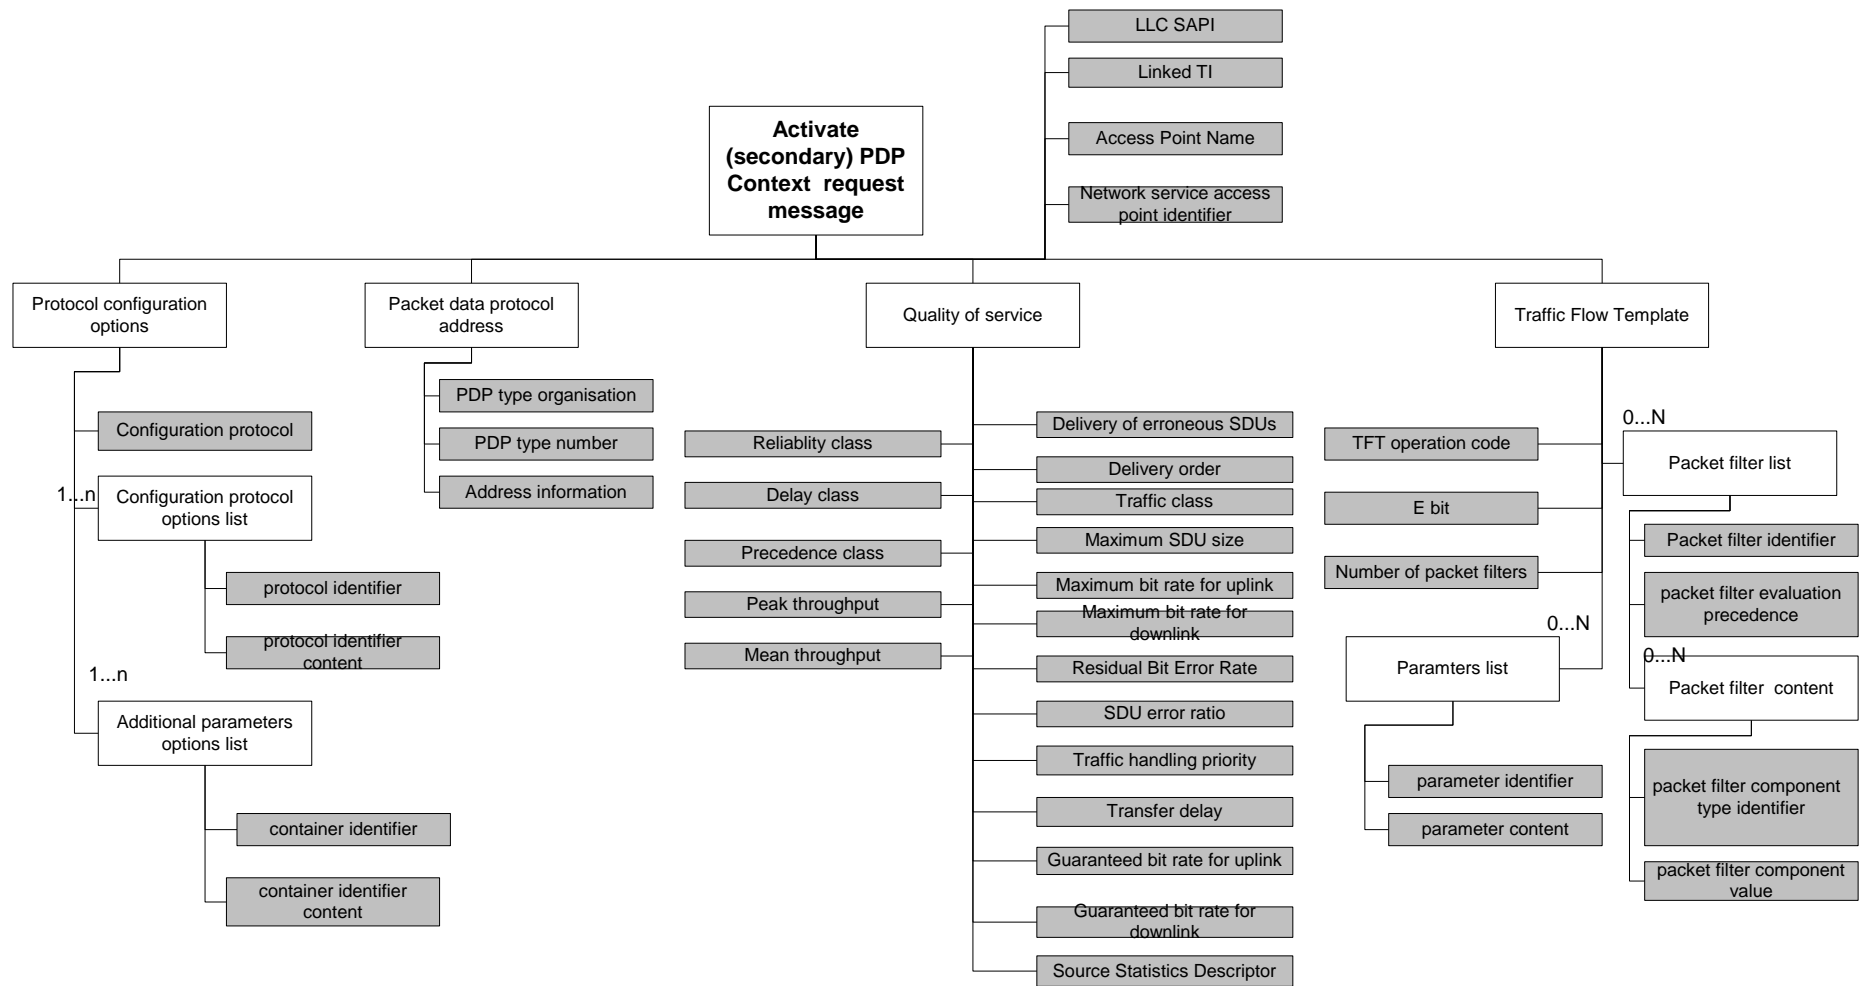 LLC SAPI
Linked TI
Access Point Name
Network service access
point identifier
Activate
(secondary) PDP
Context request
message
Protocol configuration
options
Packet data protocol
address
Quality of service
Traffic Flow Template
Configuration protocol
1...n
Configuration protocol
options list
protocol identifier
protocol identifier
content
1...n
Additional parameters
options list
container identifier
container identifier
content
PDP type organisation
PDP type number
Address information
Reliablity class
Delay class
Precedence class
Peak throughput
Mean throughput
Delivery of erroneous SDUs
Delivery order
Traffic class
Maximum SDU size
Maximum bit rate for uplink
Maximum bit rate for
downlink
Residual Bit Error Rate
SDU error ratio
Traffic handling priority
Transfer delay
Guaranteed bit rate for uplink
Guaranteed bit rate for
downlink
Source Statistics Descriptor
TFT operation code
E bit
Number of packet filters
0...N
Paramters list
parameter identifier
parameter content
0...N
Packet filter list
Packet filter identifier
packet filter evaluation
precedence
0...N
Packet filter content
packet filter component
type identifier
packet filter component
value